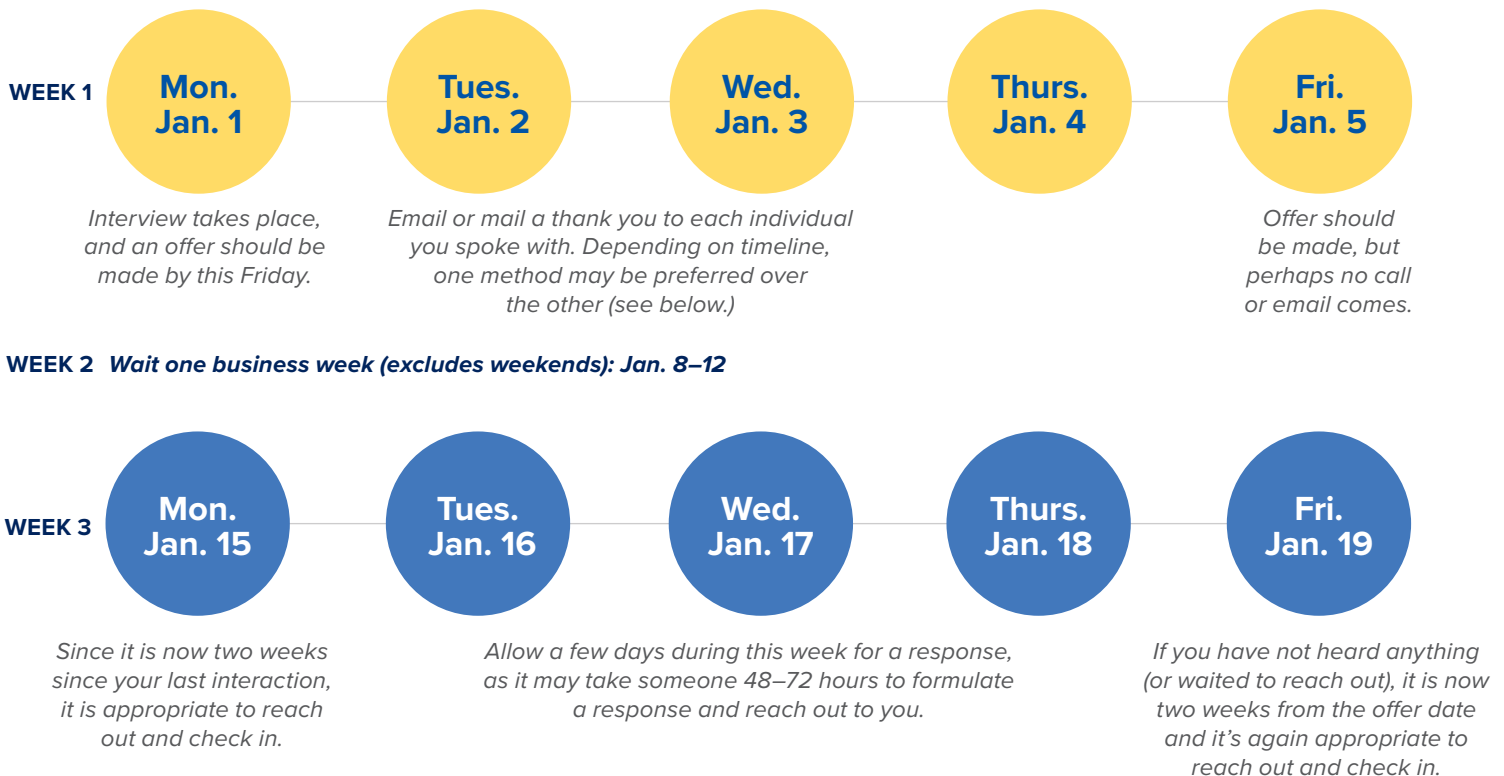 WEEK 1
Mon.
Jan. 1
Tues.
Jan. 2
Wed.
Jan. 3
Thurs.
Jan. 4
Fri.
Jan. 5
Interview takes place,
and an offer should be
made by this Friday.
Email or mail a thank you to each individual
you spoke with. Depending on timeline,
one method may be preferred over
the other (see below.)
Offer should
be made, but
perhaps no call
or email comes.
WEEK 2 Wait one business week (excludes weekends): Jan. 8–12
WEEK 3
Mon.
Jan. 15
Tues.
Jan. 16
Wed.
Jan. 17
Thurs.
Jan. 18
Fri.
Jan. 19
Since it is now two weeks
since your last interaction,
it is appropriate to reach
out and check in.
Allow a few days during this week for a response,
as it may take someone 48–72 hours to formulate
a response and reach out to you.
If you have not heard anything
(or waited to reach out), it is now
two weeks from the offer date
and it’s again appropriate to
reach out and check in.